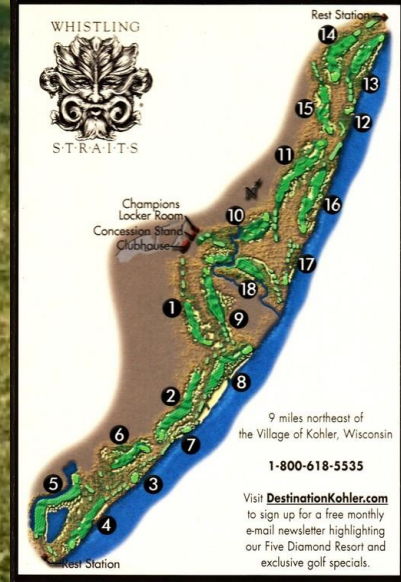 WHISTLING
S·T·R·A·I·T·S
Rest Station
14
13
15
12
11
16
Champions
Locker Room
Concession Stand
Clubhouse
N
10
17
18
1
9
8
2
7
6
3
5
4
Rest Station
9 miles northeast of
the Village of Kohler, Wisconsin
1-800-618-5535
Visit DestinationKohler.com
to sign up for a free monthly
e-mail newsletter highlighting
our Five Diamond Resort and
exclusive golf specials.